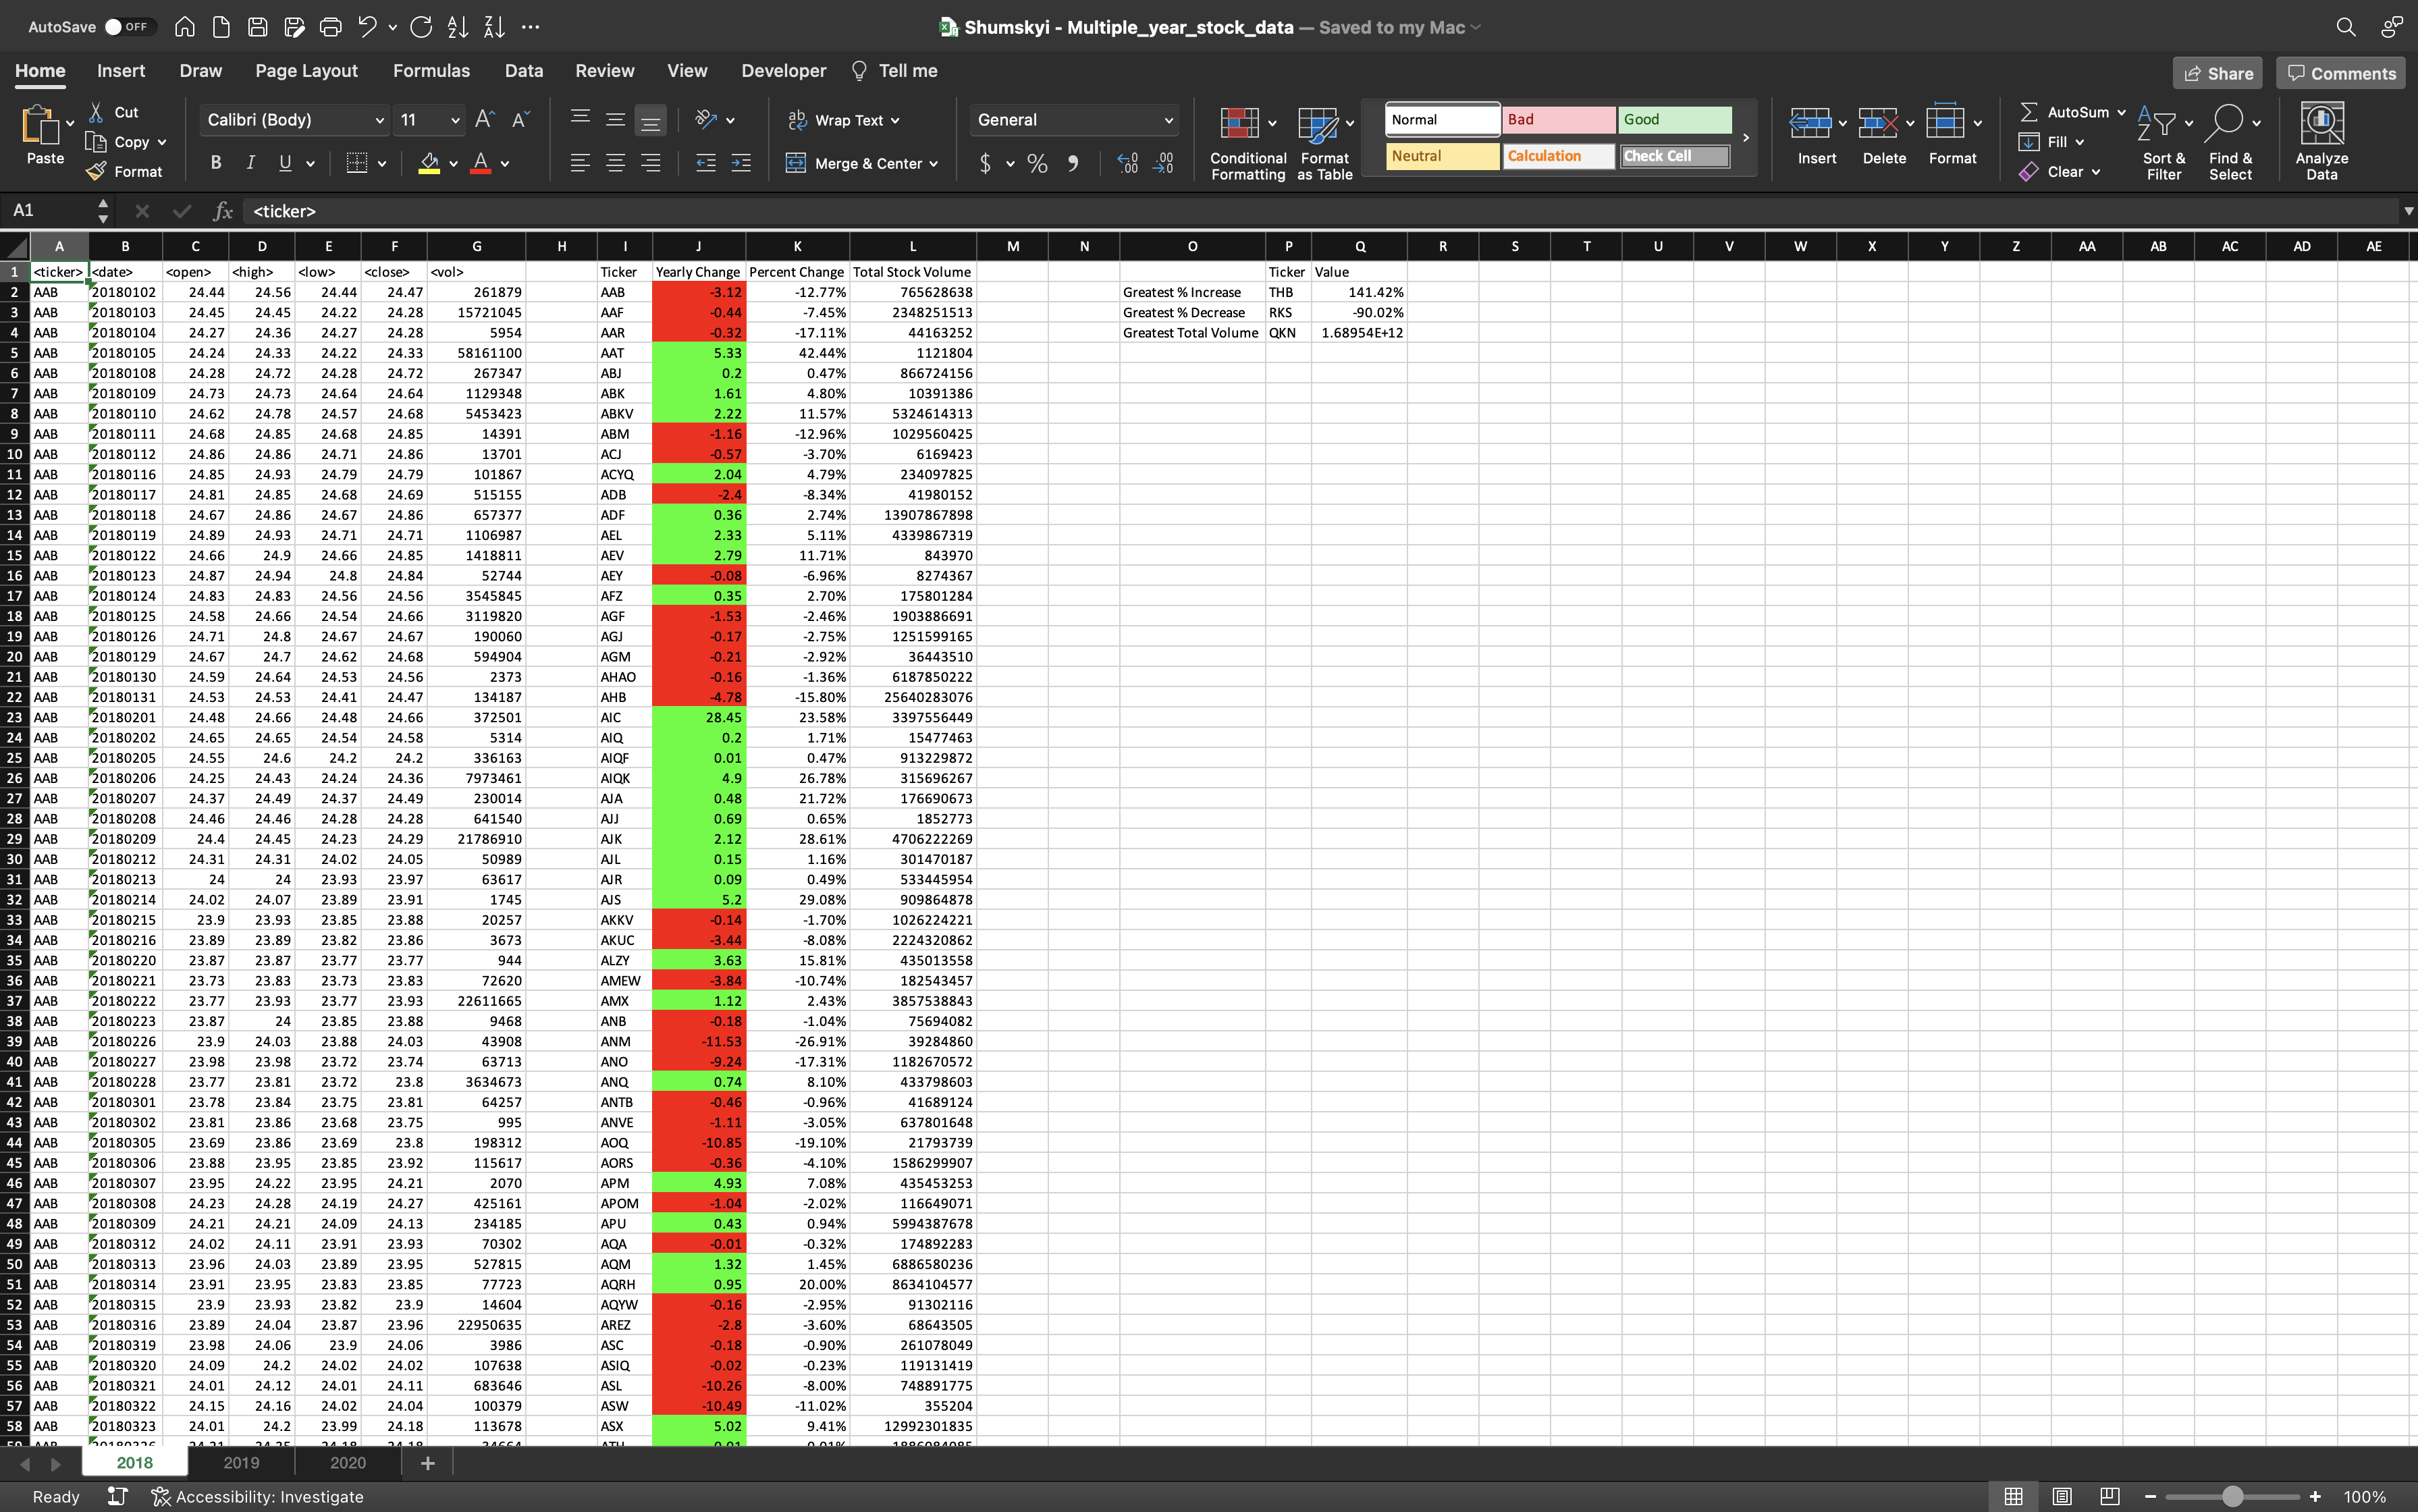 AutoSave OFF Shumskyi - Multiple_year_stock_data — Saved to my Mac
Home Insert Draw Page Layout Formulas Data Review View Developer Tell me Share Comments
Paste Cut Copy Format
Calibri (Body) 11
B I U
Wrap Text
Merge & Center
General
$ %
Conditional Formatting Format as Table
Normal Bad Good
Neutral Calculation Check Cell
Insert Delete Format
AutoSum
Fill
Clear
Sort & Filter Find & Select Analyze Data
A1 fx <ticker>
A B C D E F G H I J K L M N O P Q R S T U V W X Y Z AA AB AC AD AE
1 <ticker> <date> <open> <high> <low> <close> <vol> Ticker Yearly Change Percent Change Total Stock Volume Ticker Value
2 AAB 20180102 24.44 24.56 24.44 24.47 261879 AAB -3.12 -12.77% 765628638 Greatest % Increase THB 141.42%
3 AAB 20180103 24.45 24.45 24.22 24.28 15721045 AAF -0.44 -7.45% 2348251513 Greatest % Decrease RKS -90.02%
4 AAB 20180104 24.27 24.36 24.27 24.28 5954 AAR -0.32 -17.11% 44163252 Greatest Total Volume QKN 1.68954E+12
5 AAB 20180105 24.24 24.33 24.22 24.33 58161100 AAT 5.33 42.44% 1121804
6 AAB 20180108 24.28 24.72 24.28 24.72 267347 ABJ 0.2 0.47% 866724156
7 AAB 20180109 24.73 24.73 24.64 24.64 1129348 ABK 1.61 4.80% 10391386
8 AAB 20180110 24.62 24.78 24.57 24.68 5453423 ABKV 2.22 11.57% 5324614313
9 AAB 20180111 24.68 24.85 24.68 24.85 14391 ABM -1.16 -12.96% 1029560425
10 AAB 20180112 24.86 24.86 24.71 24.86 13701 ACJ -0.57 -3.70% 6169423
11 AAB 20180116 24.85 24.93 24.79 24.79 101867 ACYQ 2.04 4.79% 234097825
12 AAB 20180117 24.81 24.85 24.68 24.69 515155 ADB -2.4 -8.34% 41980152
13 AAB 20180118 24.67 24.86 24.67 24.86 657377 ADF 0.36 2.74% 13907867898
14 AAB 20180119 24.89 24.93 24.71 24.71 1106987 AEL 2.33 5.11% 4339867319
15 AAB 20180122 24.66 24.9 24.66 24.85 1418811 AEV 2.79 11.71% 843970
16 AAB 20180123 24.87 24.94 24.8 24.84 52744 AEY -0.08 -6.96% 8274367
17 AAB 20180124 24.83 24.83 24.56 24.56 3545845 AFZ 0.35 2.70% 175801284
18 AAB 20180125 24.58 24.66 24.54 24.66 3119820 AGF -1.53 -2.46% 1903886691
19 AAB 20180126 24.71 24.8 24.67 24.67 190060 AGJ -0.17 -2.75% 1251599165
20 AAB 20180129 24.67 24.7 24.62 24.68 594904 AGM -0.21 -2.92% 36443510
21 AAB 20180130 24.59 24.64 24.53 24.56 2373 AHAO -0.16 -1.36% 6187850222
22 AAB 20180131 24.53 24.53 24.41 24.47 134187 AHB -4.78 -15.80% 25640283076
23 AAB 20180201 24.48 24.66 24.48 24.66 372501 AIC 28.45 23.58% 3397556449
24 AAB 20180202 24.65 24.65 24.54 24.58 5314 AIQ 0.2 1.71% 15477463
25 AAB 20180205 24.55 24.6 24.2 24.2 336163 AIQF 0.01 0.47% 913229872
26 AAB 20180206 24.25 24.43 24.24 24.36 7973461 AIQK 4.9 26.78% 315696267
27 AAB 20180207 24.37 24.49 24.37 24.49 230014 AJA 0.48 21.72% 176690673
28 AAB 20180208 24.46 24.46 24.28 24.28 641540 AJJ 0.69 0.65% 1852773
29 AAB 20180209 24.4 24.45 24.23 24.29 21786910 AJK 2.12 28.61% 4706222269
30 AAB 20180212 24.31 24.31 24.02 24.05 50989 AJL 0.15 1.16% 301470187
31 AAB 20180213 24 24 23.93 23.97 63617 AJR 0.09 0.49% 533445954
32 AAB 20180214 24.02 24.07 23.89 23.91 1745 AJS 5.2 29.08% 909864878
33 AAB 20180215 23.9 23.93 23.85 23.88 20257 AKKV -0.14 -1.70% 1026224221
34 AAB 20180216 23.89 23.89 23.82 23.86 3673 AKUC -3.44 -8.08% 2224320862
35 AAB 20180220 23.87 23.87 23.77 23.77 944 ALZY 3.63 15.81% 435013558
36 AAB 20180221 23.73 23.83 23.73 23.83 72620 AMEW -3.84 -10.74% 182543457
37 AAB 20180222 23.77 23.93 23.77 23.93 22611665 AMX 1.12 2.43% 3857538843
38 AAB 20180223 23.87 24 23.85 23.88 9468 ANB -0.18 -1.04% 75694082
39 AAB 20180226 23.9 24.03 23.88 24.03 43908 ANM -11.53 -26.91% 39284860
40 AAB 20180227 23.98 23.98 23.72 23.74 63713 ANO -9.24 -17.31% 1182670572
41 AAB 20180228 23.77 23.81 23.72 23.8 3634673 ANQ 0.74 8.10% 433798603
42 AAB 20180301 23.78 23.84 23.75 23.81 64257 ANTB -0.46 -0.96% 41689124
43 AAB 20180302 23.81 23.86 23.68 23.75 995 ANVE -1.11 -3.05% 637801648
44 AAB 20180305 23.69 23.86 23.69 23.8 198312 AOQ -10.85 -19.10% 21793739
45 AAB 20180306 23.88 23.95 23.85 23.92 115617 AORS -0.36 -4.10% 1586299907
46 AAB 20180307 23.95 24.22 23.95 24.21 2070 APM 4.93 7.08% 435453253
47 AAB 20180308 24.23 24.28 24.19 24.27 425161 APOM -1.04 -2.02% 116649071
48 AAB 20180309 24.21 24.21 24.09 24.13 234185 APU 0.43 0.94% 5994387678
49 AAB 20180312 24.02 24.11 23.91 23.93 70302 AQA -0.01 -0.32% 174892283
50 AAB 20180313 23.96 24.03 23.89 23.95 527815 AQM 1.32 1.45% 6886580236
51 AAB 20180314 23.91 23.95 23.83 23.85 77723 AQRH 0.95 20.00% 8634104577
52 AAB 20180315 23.9 23.93 23.82 23.9 14604 AQYW -0.16 -2.95% 91302116
53 AAB 20180316 23.89 24.04 23.87 23.96 22950635 AREZ -2.8 -3.60% 68643505
54 AAB 20180319 23.98 24.06 23.9 24.06 3986 ASC -0.18 -0.90% 261078049
55 AAB 20180320 24.09 24.2 24.02 24.02 107638 ASIQ -0.02 -0.23% 119131419
56 AAB 20180321 24.01 24.12 24.01 24.11 683646 ASL -10.26 -8.00% 748891775
57 AAB 20180322 24.15 24.16 24.02 24.04 100379 ASW -10.49 -11.02% 355204
58 AAB 20180323 24.01 24.2 23.99 24.18 113678 ASX 5.02 9.41% 12992301835
2018 2019 2020
Ready Accessibility: Investigate 100%